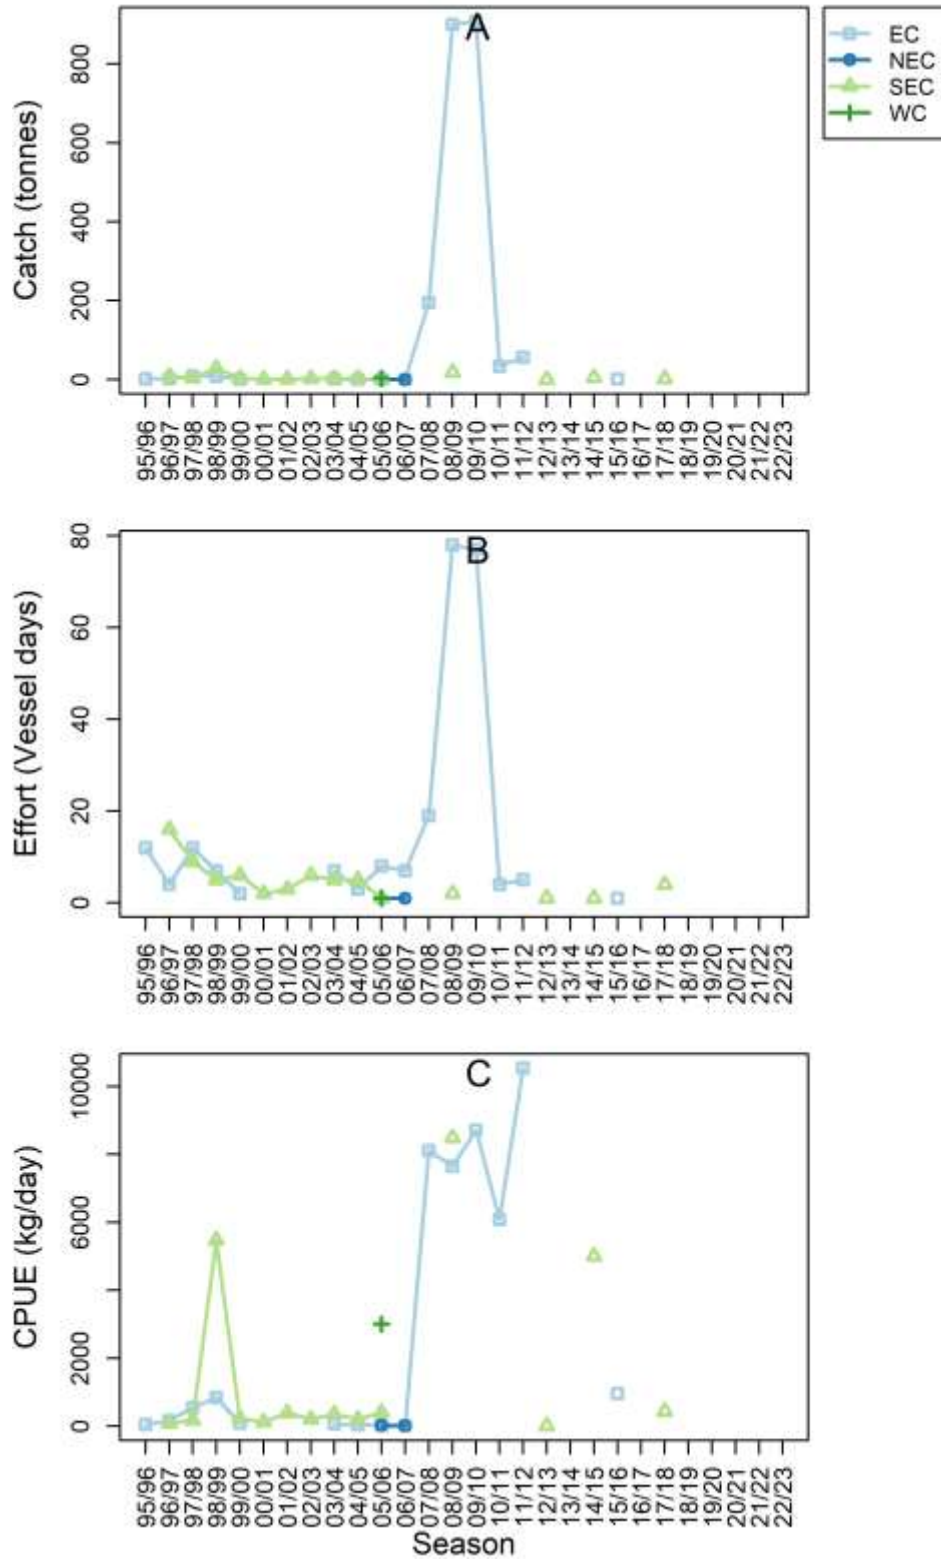 A
EC
NEC
SEC
WC
Catch (tonnes)
800
600
400
200
0
95/96 96/97 97/98 98/99 99/00 00/01 01/02 02/03 03/04 04/05 05/06 06/07 07/08 08/09 09/10 10/11 11/12 12/13 13/14 14/15 15/16 16/17 17/18 18/19 19/20 20/21 21/22 22/23
B
Effort (Vessel days)
80
60
40
20
0
95/96 96/97 97/98 98/99 99/00 00/01 01/02 02/03 03/04 04/05 05/06 06/07 07/08 08/09 09/10 10/11 11/12 12/13 13/14 14/15 15/16 16/17 17/18 18/19 19/20 20/21 21/22 22/23
C
CPUE (kg/day)
10000
6000
2000
0
95/96 96/97 97/98 98/99 99/00 00/01 01/02 02/03 03/04 04/05 05/06 06/07 07/08 08/09 09/10 10/11 11/12 12/13 13/14 14/15 15/16 16/17 17/18 18/19 19/20 20/21 21/22 22/23
Season